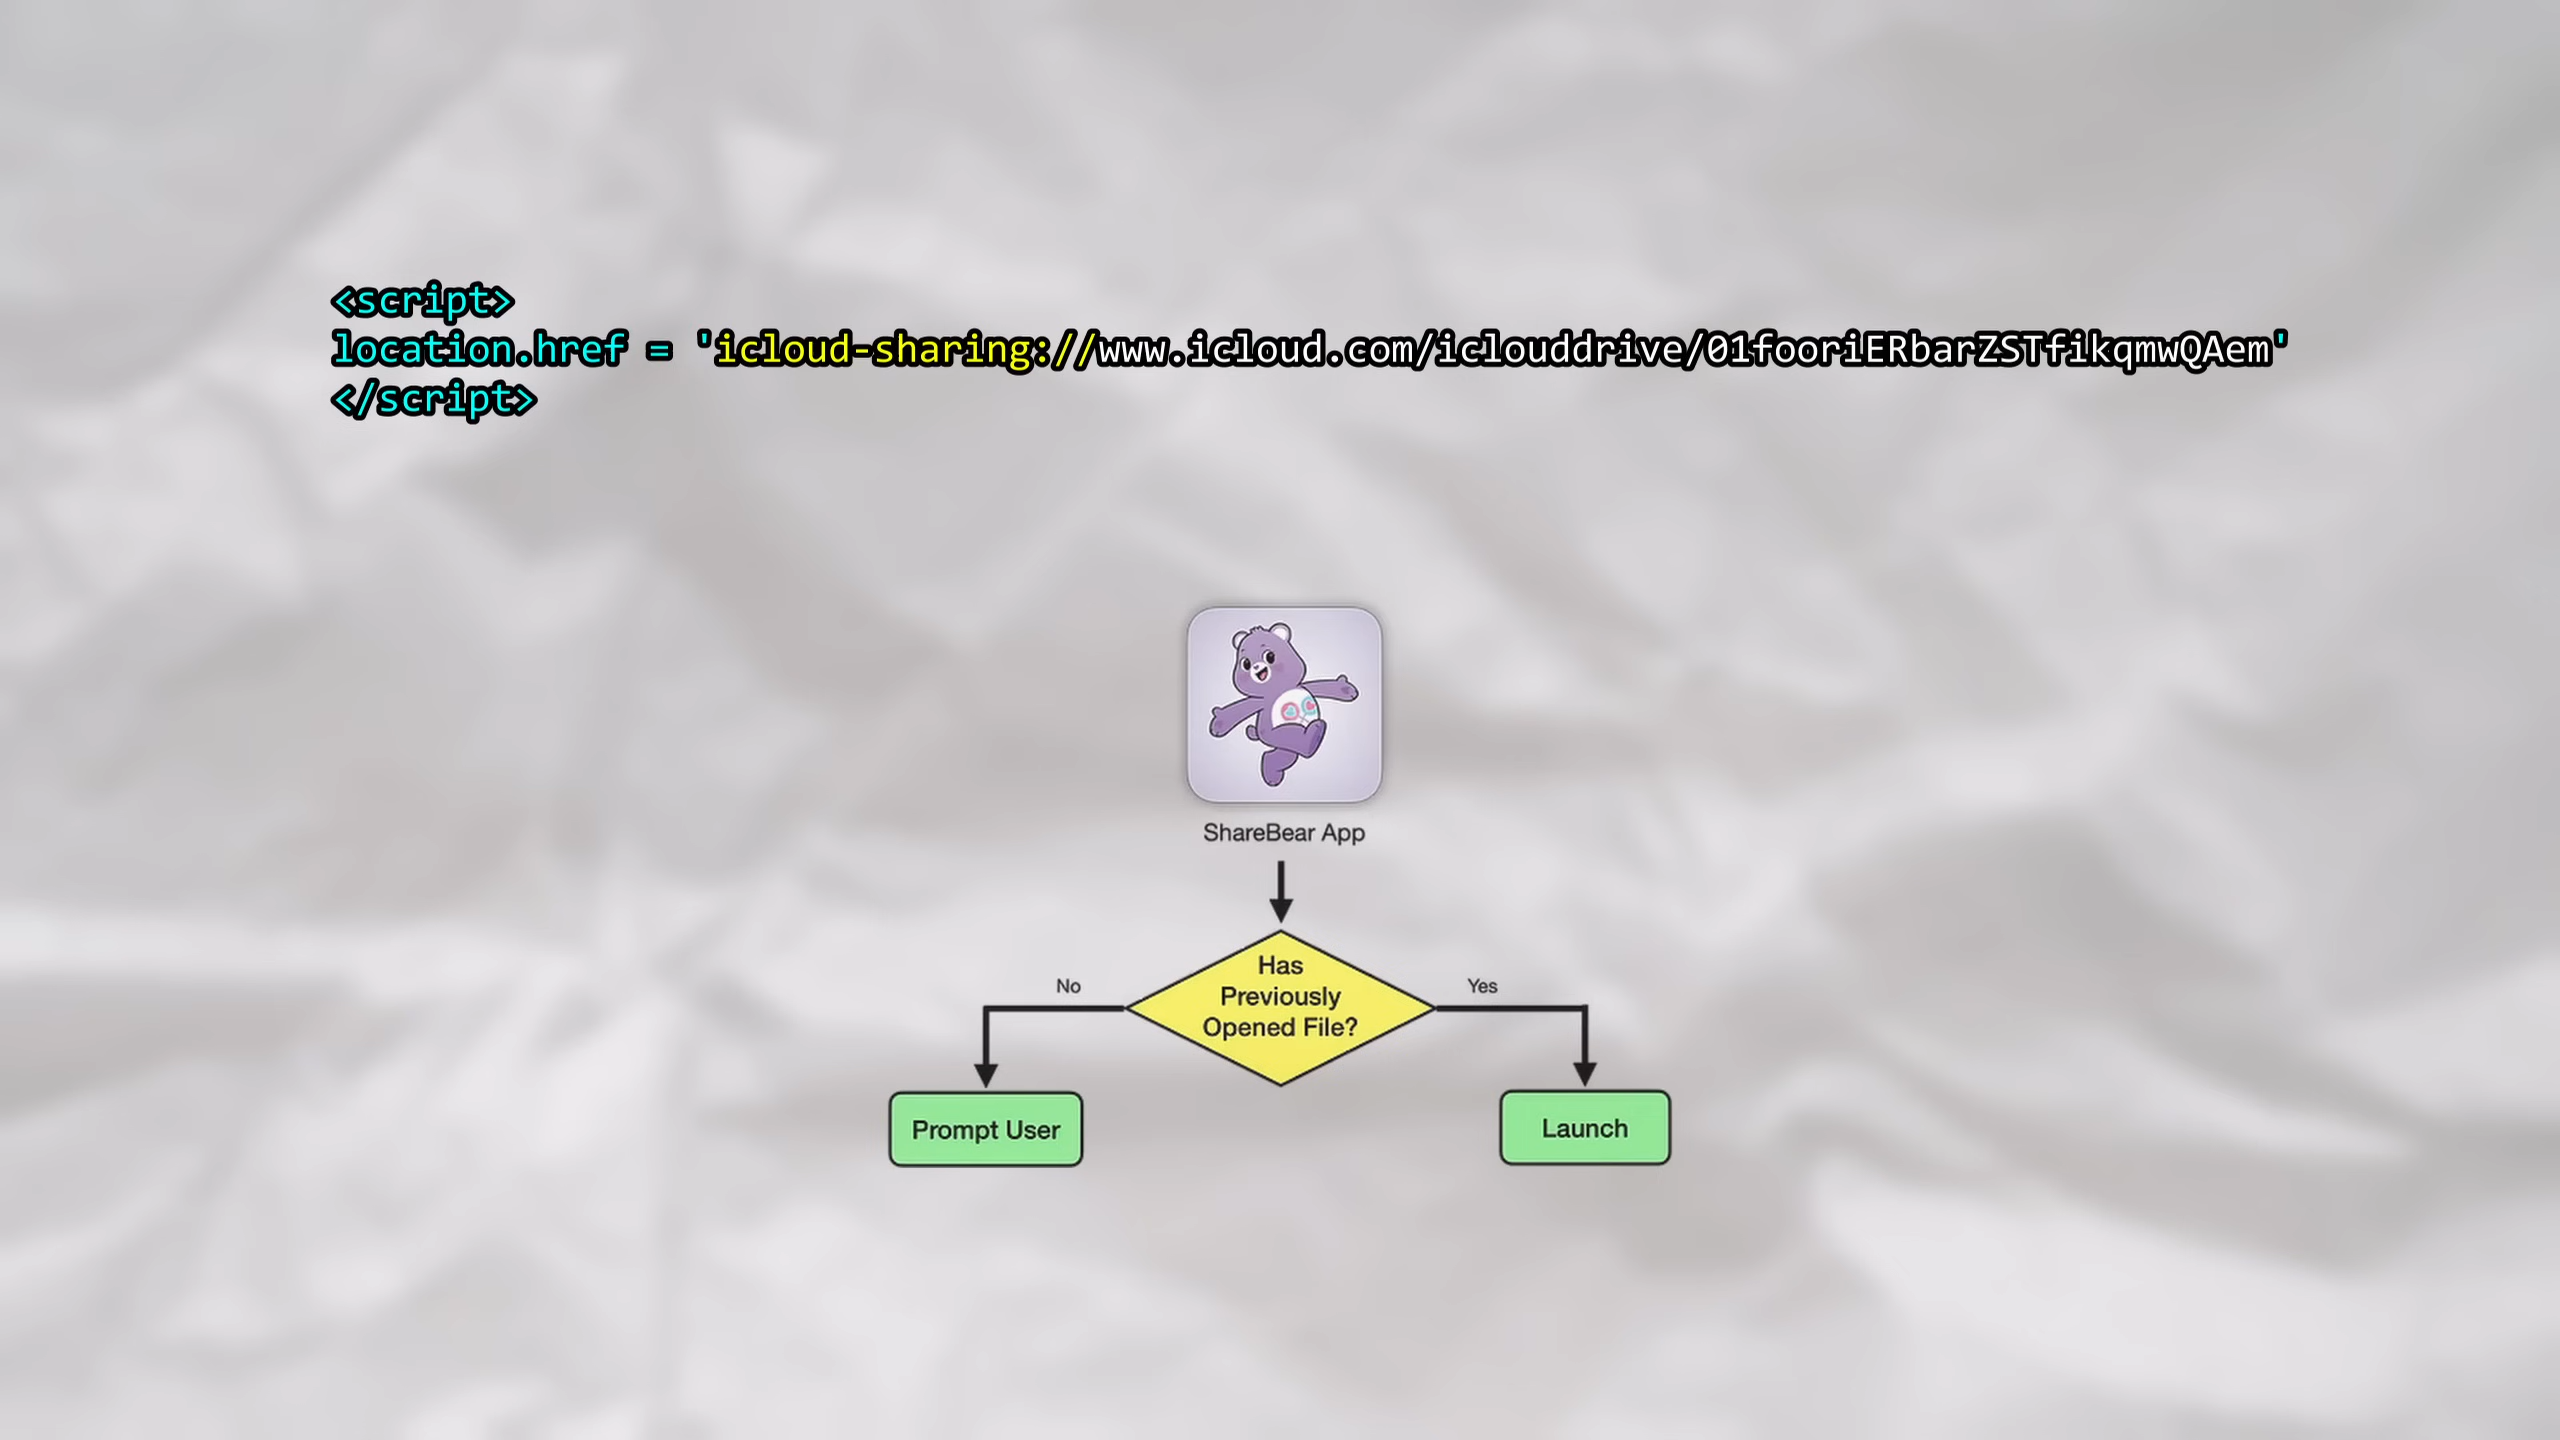 <script>
location.href = 'icloud-sharing://www.icloud.com/iclouddrive/01fooriERbarZSTfikqmwQAem'
</script>
ShareBear App
Has
Previously
Opened File?
No
Yes
Prompt User
Launch